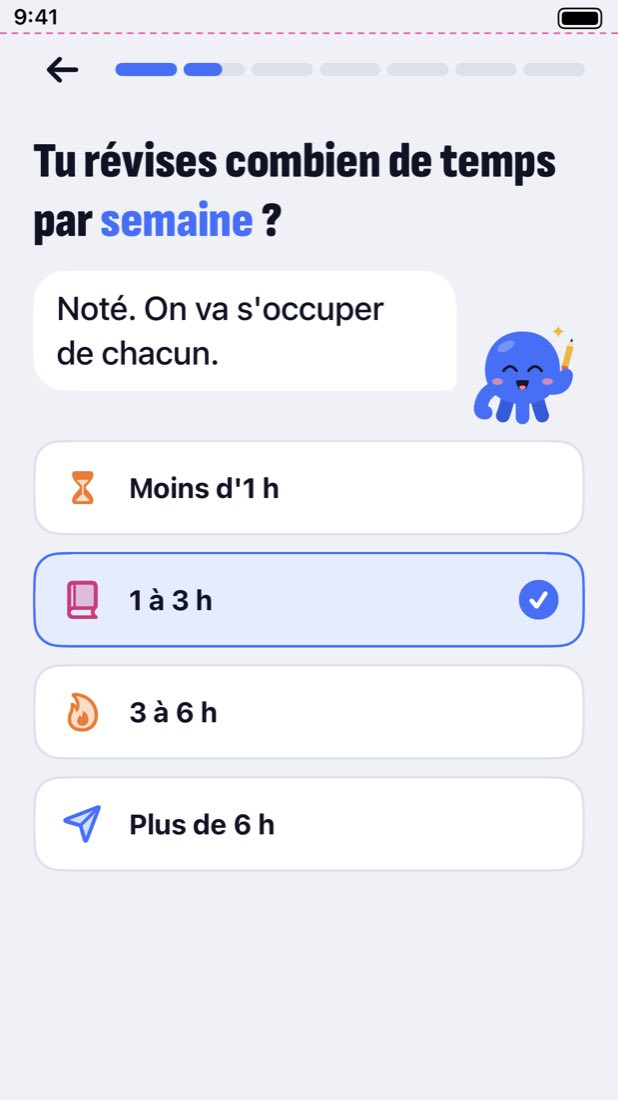 9:41
Tu révises combien de temps
par semaine ?
Noté. On va s'occuper
de chacun.
Moins d'1 h
1 à 3 h
3 à 6 h
Plus de 6 h